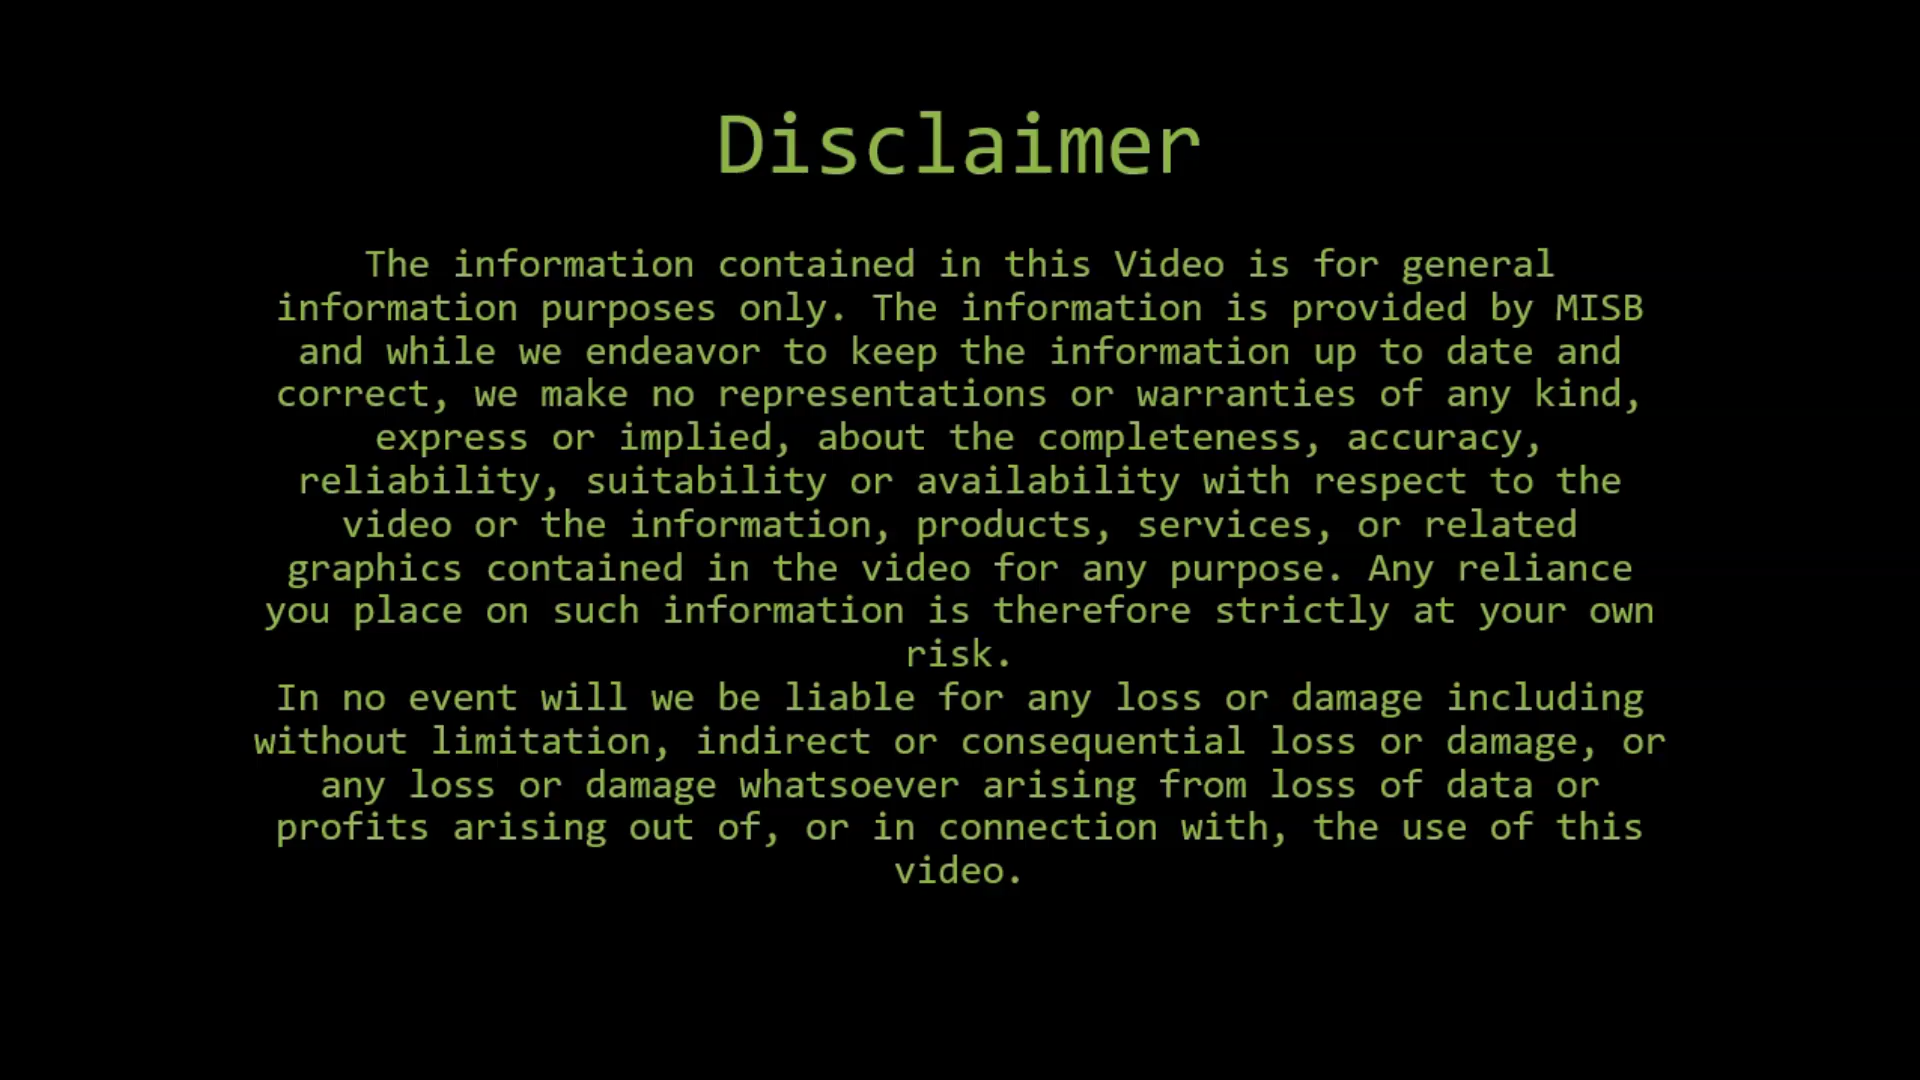 Disclaimer
The information contained in this Video is for general
information purposes only. The information is provided by MISB
and while we endeavor to keep the information up to date and
correct, we make no representations or warranties of any kind,
express or implied, about the completeness, accuracy,
reliability, suitability or availability with respect to the
video or the information, products, services, or related
graphics contained in the video for any purpose. Any reliance
you place on such information is therefore strictly at your own
risk.
In no event will we be liable for any loss or damage including
without limitation, indirect or consequential loss or damage, or
any loss or damage whatsoever arising from loss of data or
profits arising out of, or in connection with, the use of this
video.